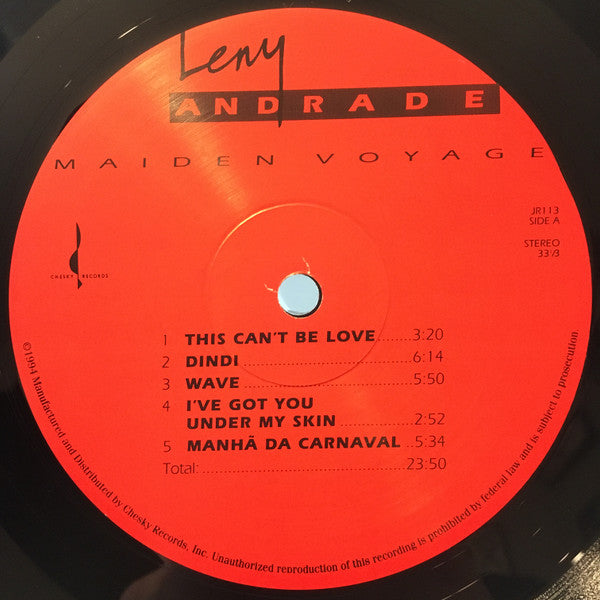 Leny
ANDRADE
MAIDEN VOYAGE
JR113
SIDE A
CHESKY RECORDS
STEREO
33⅓
1 THIS CAN'T BE LOVE..........3:20
2 DINDI..........6:14
3 WAVE..........5:50
4 I'VE GOT YOU
UNDER MY SKIN..........2:52
5 MANHÃ DA CARNAVAL...5:34
Total:..........23:50
©1994 Manufactured and Distributed by Chesky Records, Inc. Unauthorized reproduction of this recording is prohibited by federal law and is subject to prosecution.